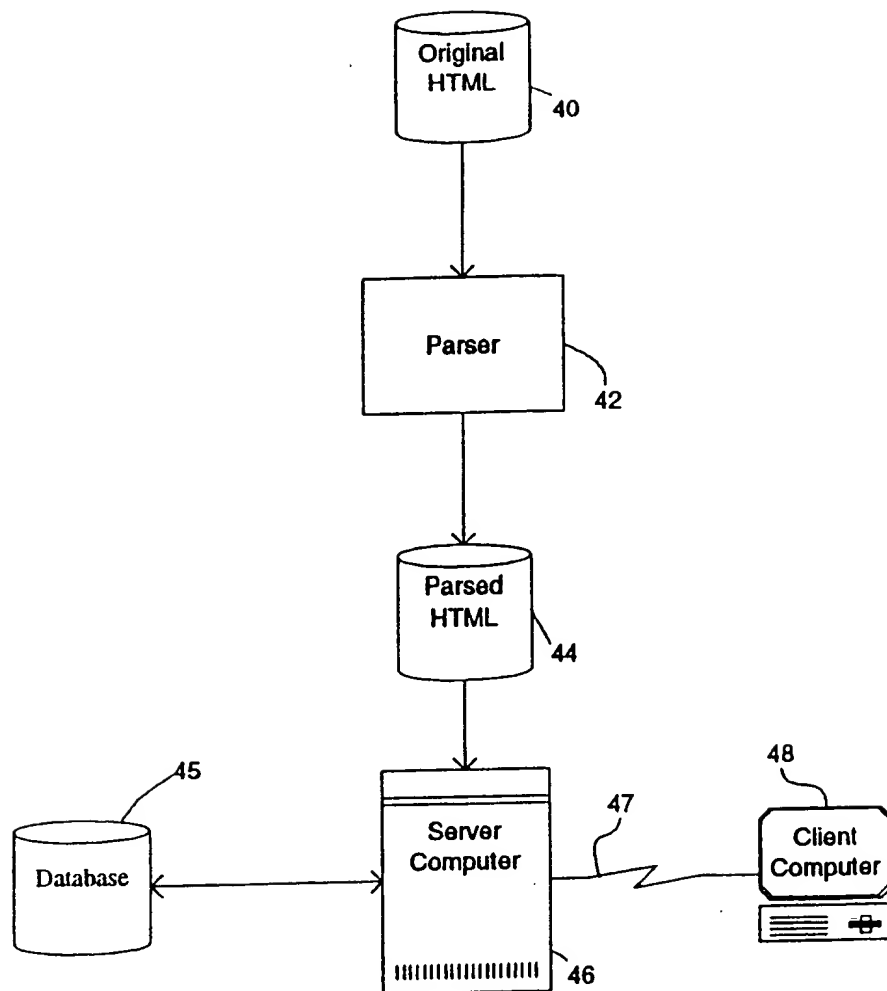 Original
HTML
40
Parser
42
Parsed
HTML
44
45
Database
Server
Computer
46
47
48
Client
Computer